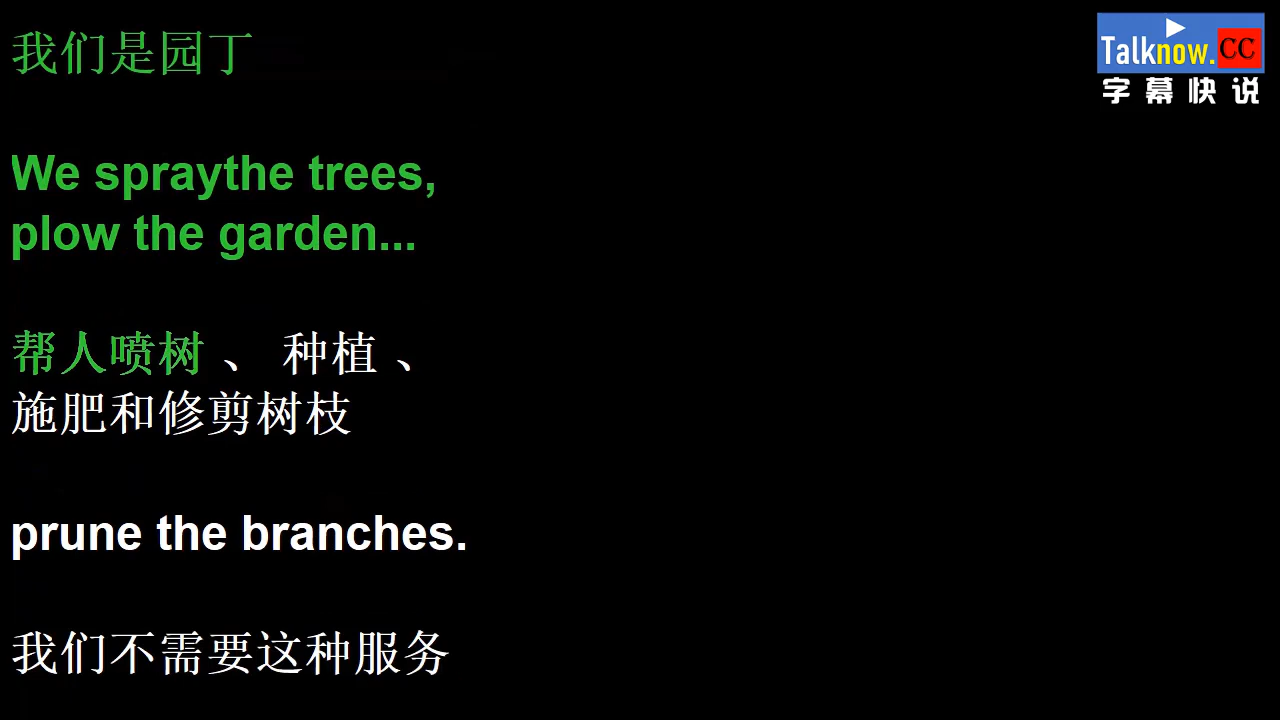 我们是园丁
Talknow.CC
字幕快说
We spraythe trees,
plow the garden...
帮人喷树 、 种植 、
施肥和修剪树枝
prune the branches.
我们不需要这种服务